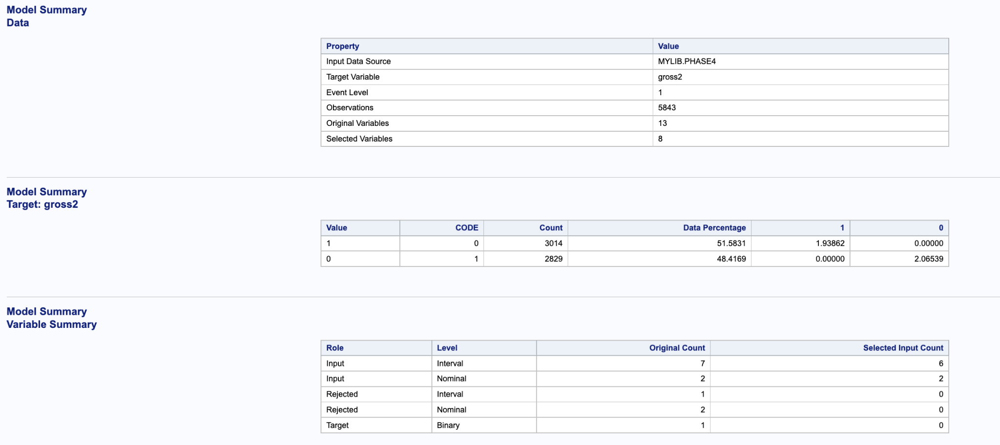 Model Summary
Data
Property Value
Input Data Source MYLIB.PHASE4
Target Variable gross2
Event Level 1
Observations 5843
Original Variables 13
Selected Variables 8
Model Summary
Target: gross2
Value CODE Count Data Percentage 1 0
1 0 3014 51.5831 1.93862 0.00000
0 1 2829 48.4169 0.00000 2.06539
Model Summary
Variable Summary
Role Level Original Count Selected Input Count
Input Interval 7 6
Input Nominal 2 2
Rejected Interval 1 0
Rejected Nominal 2 0
Target Binary 1 0